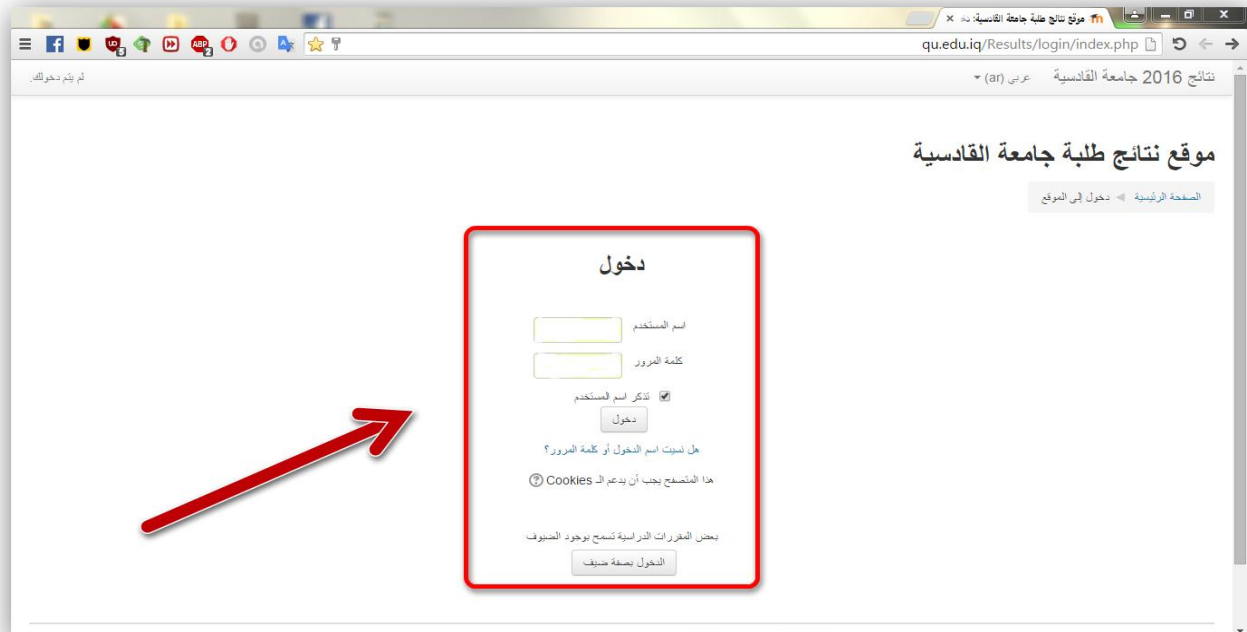 موقع نتائج طلبة جامعة القادسية: دخ
qu.edu.iq/Results/login/index.php
نتائج 2016 جامعة القادسية عربي (ar)
لم يتم دخولك.
موقع نتائج طلبة جامعة القادسية
الصفحة الرئيسية ◄ دخول إلى الموقع
دخول
اسم المستخدم
كلمة المرور
تذكر اسم المستخدم
دخول
هل نسيت اسم الدخول أو كلمة المرور؟
هذا المتصفح يجب أن يدعم الـ Cookies
بعض المقررات الدراسية تسمح بوجود الضيوف
الدخول بصفة ضيف